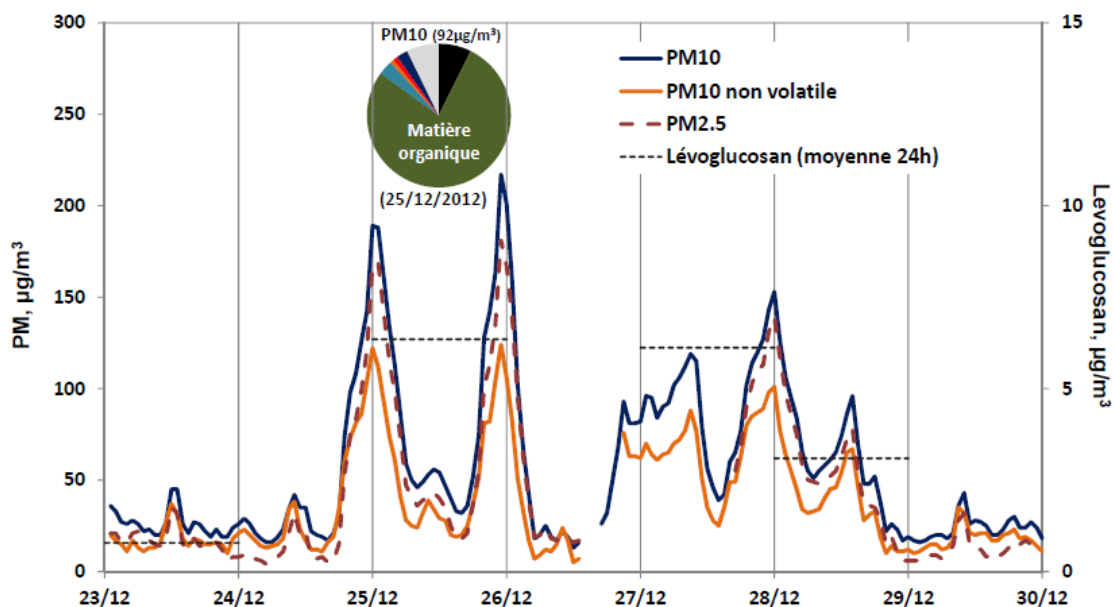 PM10 (92µg/m³)
Matière
organique
(25/12/2012)
PM10
PM10 non volatile
PM2.5
Lévoglucosan (moyenne 24h)
PM, µg/m³
300
250
200
150
100
50
0
Levoglucosan, µg/m³
15
10
5
0
23/12 24/12 25/12 26/12 27/12 28/12 29/12 30/12